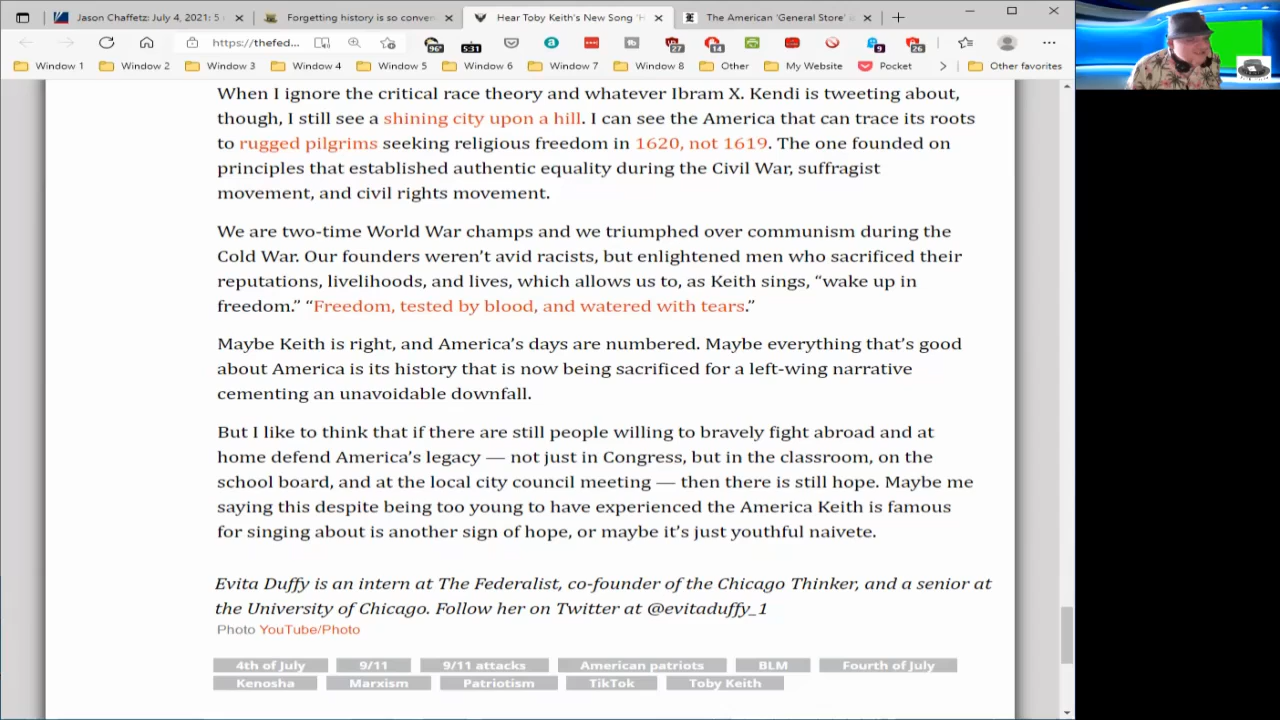 Jason Chaffetz: July 4, 2021: 5
Forgetting history is so conver
Hear Toby Keith's New Song 'H
The American 'General Store'
https://thefed...
96°
5:31
27
14
9
26
Window 1
Window 2
Window 3
Window 4
Window 5
Window 6
Window 7
Window 8
Other
My Website
Pocket
Other favorites
When I ignore the critical race theory and whatever Ibram X. Kendi is tweeting about,
though, I still see a shining city upon a hill. I can see the America that can trace its roots
to rugged pilgrims seeking religious freedom in 1620, not 1619. The one founded on
principles that established authentic equality during the Civil War, suffragist
movement, and civil rights movement.
We are two-time World War champs and we triumphed over communism during the
Cold War. Our founders weren't avid racists, but enlightened men who sacrificed their
reputations, livelihoods, and lives, which allows us to, as Keith sings, “wake up in
freedom.” “Freedom, tested by blood, and watered with tears.”
Maybe Keith is right, and America's days are numbered. Maybe everything that's good
about America is its history that is now being sacrificed for a left-wing narrative
cementing an unavoidable downfall.
But I like to think that if there are still people willing to bravely fight abroad and at
home defend America's legacy — not just in Congress, but in the classroom, on the
school board, and at the local city council meeting — then there is still hope. Maybe me
saying this despite being too young to have experienced the America Keith is famous
for singing about is another sign of hope, or maybe it's just youthful naivete.
Evita Duffy is an intern at The Federalist, co-founder of the Chicago Thinker, and a senior at
the University of Chicago. Follow her on Twitter at @evitaduffy_1
Photo YouTube/Photo
4th of July
9/11
9/11 attacks
American patriots
BLM
Fourth of July
Kenosha
Marxism
Patriotism
TikTok
Toby Keith